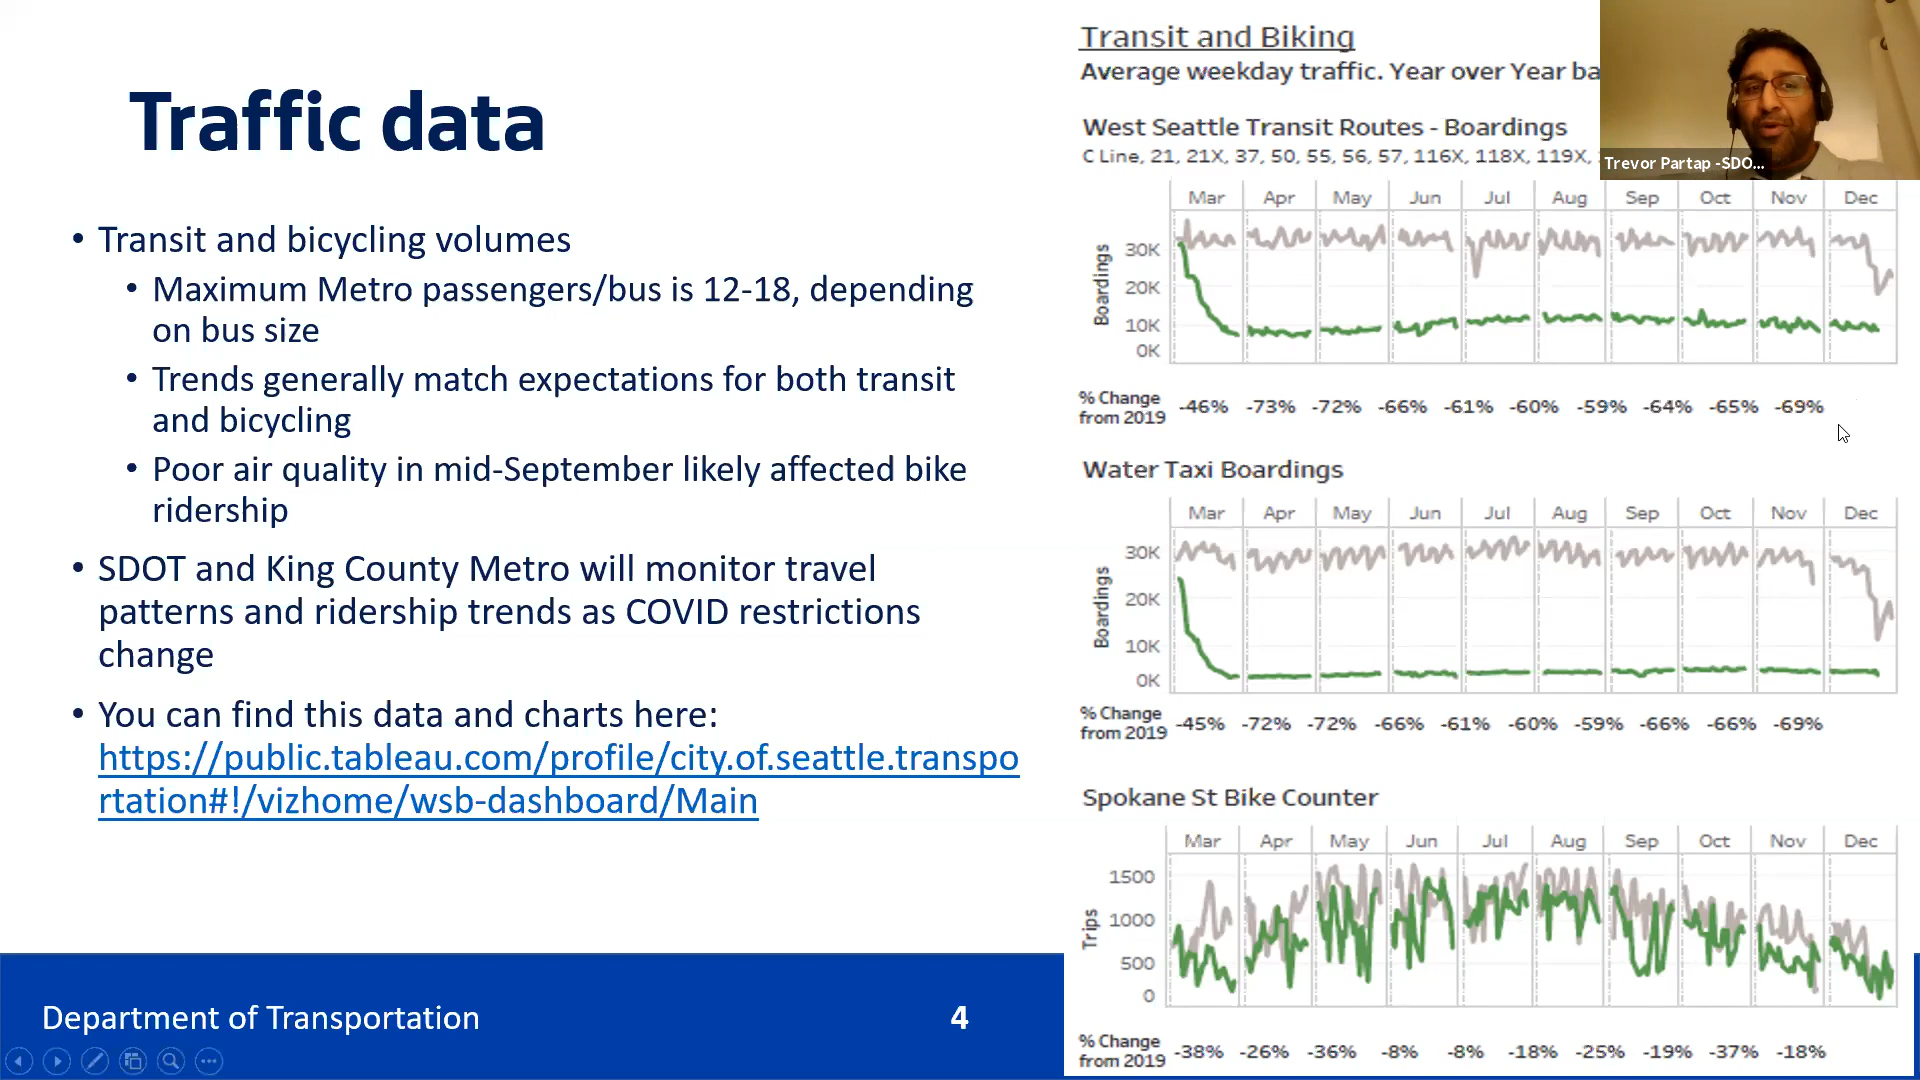 Traffic data
• Transit and bicycling volumes
• Maximum Metro passengers/bus is 12-18, depending
on bus size
• Trends generally match expectations for both transit
and bicycling
• Poor air quality in mid-September likely affected bike
ridership
• SDOT and King County Metro will monitor travel
patterns and ridership trends as COVID restrictions
change
• You can find this data and charts here:
https://public.tableau.com/profile/city.of.seattle.transpo
rtation#!/vizhome/wsb-dashboard/Main
Department of Transportation
4
Transit and Biking
Average weekday traffic. Year over Year ba
Trevor Partap -SDO...
West Seattle Transit Routes - Boardings
C Line, 21, 21X, 37, 50, 55, 56, 57, 116X, 118X, 119X,
Mar Apr May Jun Jul Aug Sep Oct Nov Dec
Boardings
30K
20K
10K
0K
% Change
from 2019 -46% -73% -72% -66% -61% -60% -59% -64% -65% -69%
Water Taxi Boardings
Mar Apr May Jun Jul Aug Sep Oct Nov Dec
Boardings
30K
20K
10K
0K
% Change
from 2019 -45% -72% -72% -66% -61% -60% -59% -66% -66% -69%
Spokane St Bike Counter
Mar Apr May Jun Jul Aug Sep Oct Nov Dec
Trips
1500
1000
500
0
% Change
from 2019 -38% -26% -36% -8% -8% -18% -25% -19% -37% -18%